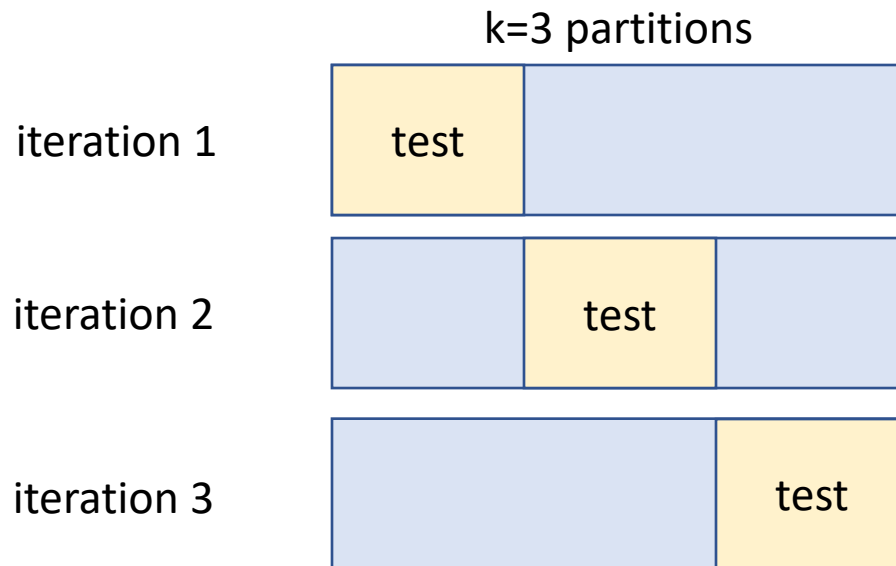 k=3 partitions
iteration 1
test
iteration 2
test
iteration 3
test